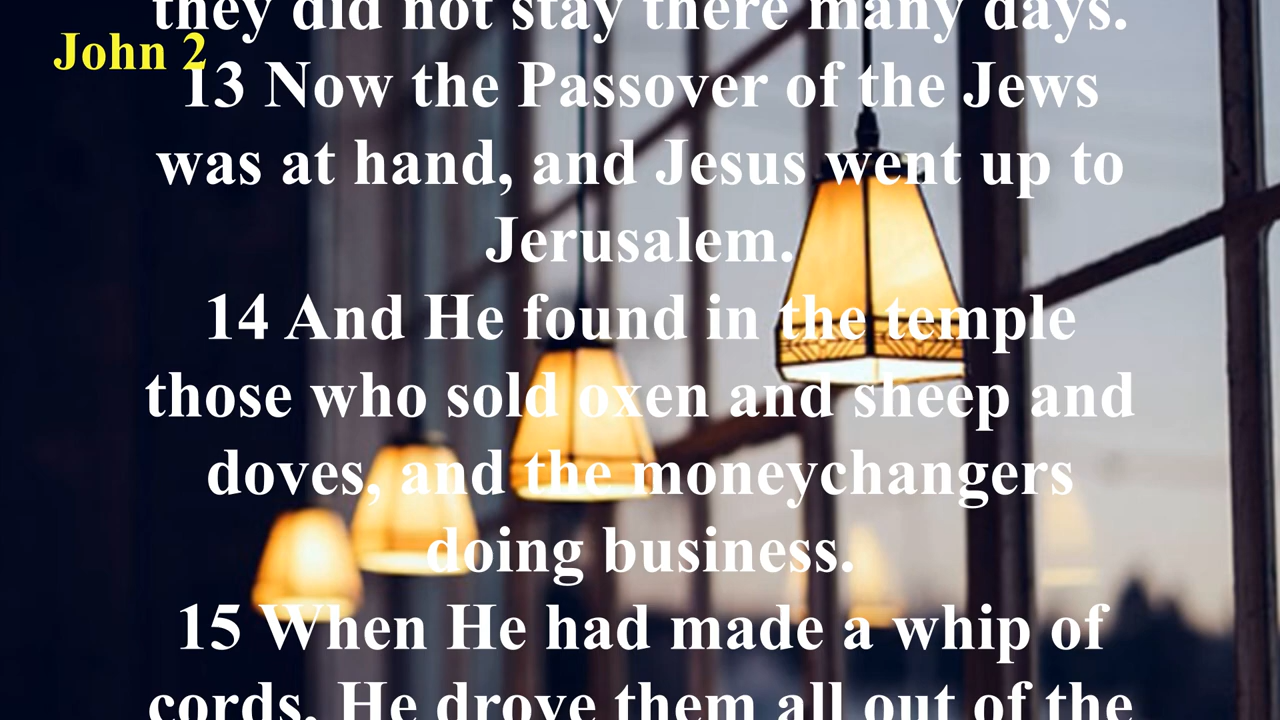 they did not stay there many days.
John 2
13 Now the Passover of the Jews
was at hand, and Jesus went up to
Jerusalem.
14 And He found in the temple
those who sold oxen and sheep and
doves, and the moneychangers
doing business.
15 When He had made a whip of
cords, He drove them all out of the